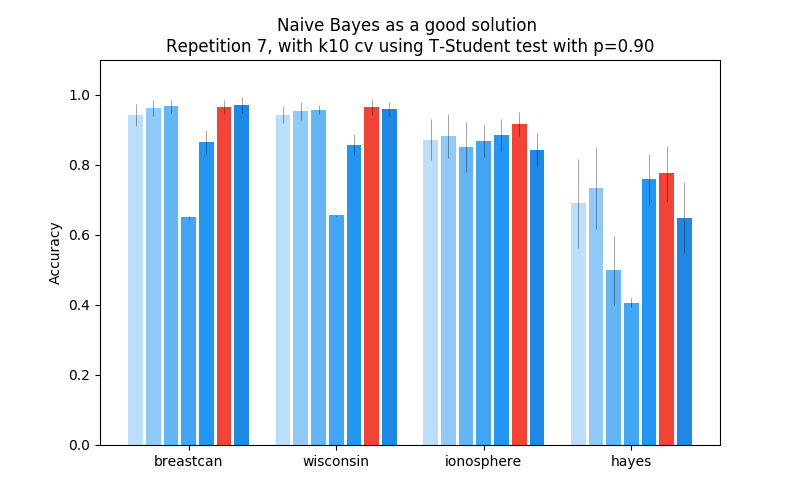 Naive Bayes as a good solution
Repetition 7, with k10 cv using T-Student test with p=0.90
1.0
0.8
0.6
0.4
0.2
0.0
Accuracy
breastcan
wisconsin
ionosphere
hayes